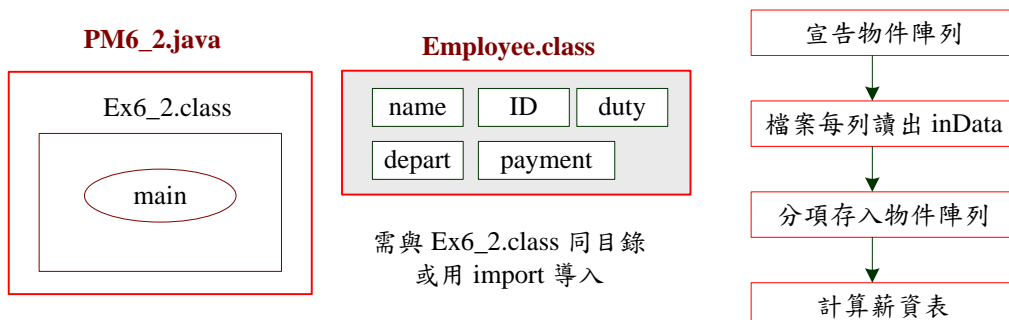 PM6_2.java
Ex6_2.class
main
Employee.class
name ID duty
depart payment
需與 Ex6_2.class 同目錄
或用 import 導入
宣告物件陣列
檔案每列讀出 inData
分項存入物件陣列
計算薪資表